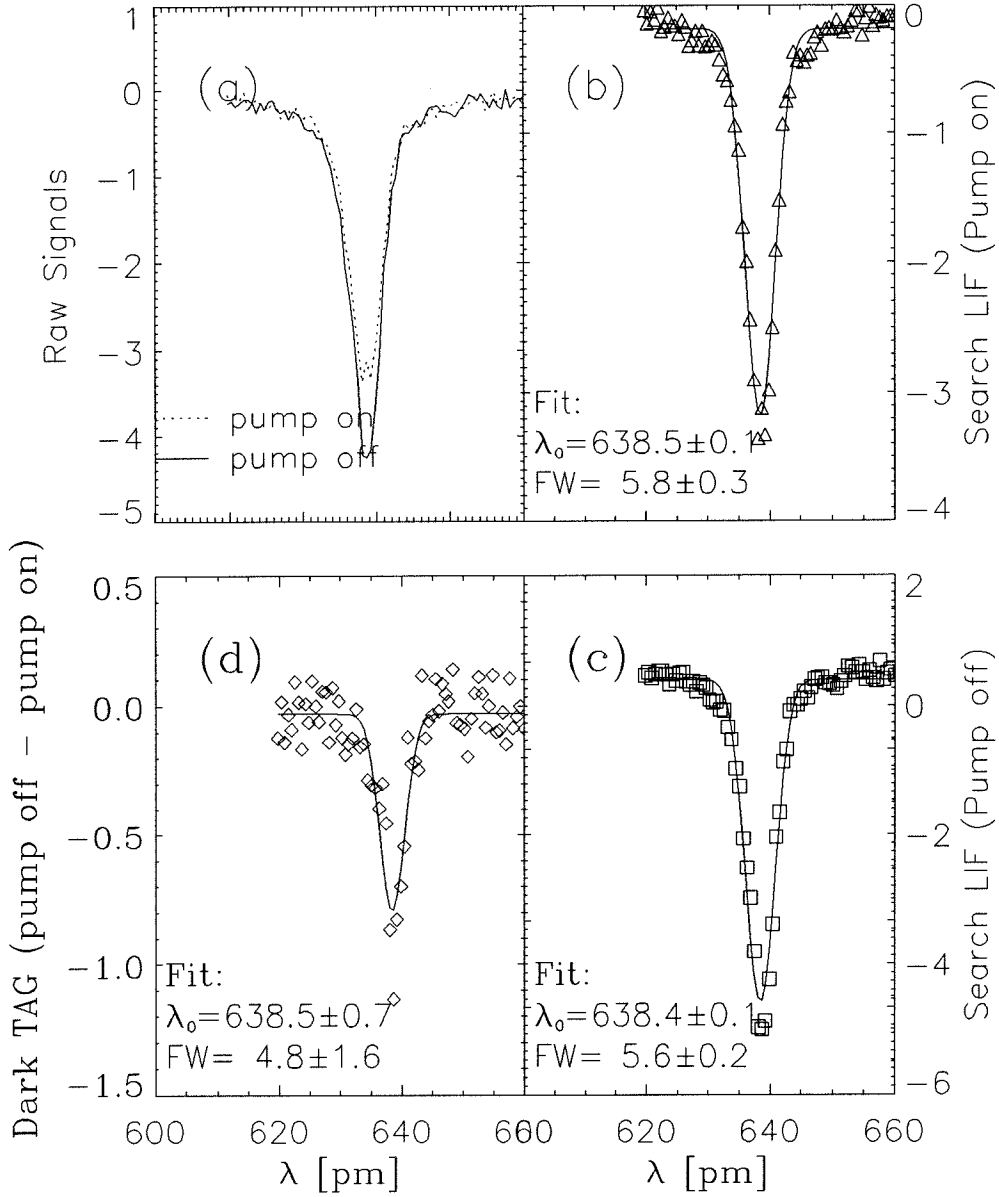 (a)
1
0
−1
−2
−3
−4
−5
Raw Signals
pump on
pump off
(b)
0
−1
−2
−3
−4
Search LIF (Pump on)
Fit:
λ₀=638.5±0.1
FW= 5.8±0.3
(d)
0.5
0.0
−0.5
−1.0
−1.5
Dark TAG (pump off − pump on)
Fit:
λ₀=638.5±0.7
FW= 4.8±1.6
600 620 640 660
λ [pm]
(c)
2
0
−2
−4
−6
Search LIF (Pump off)
Fit:
λ₀=638.4±0.1
FW= 5.6±0.2
620 640 660
λ [pm]